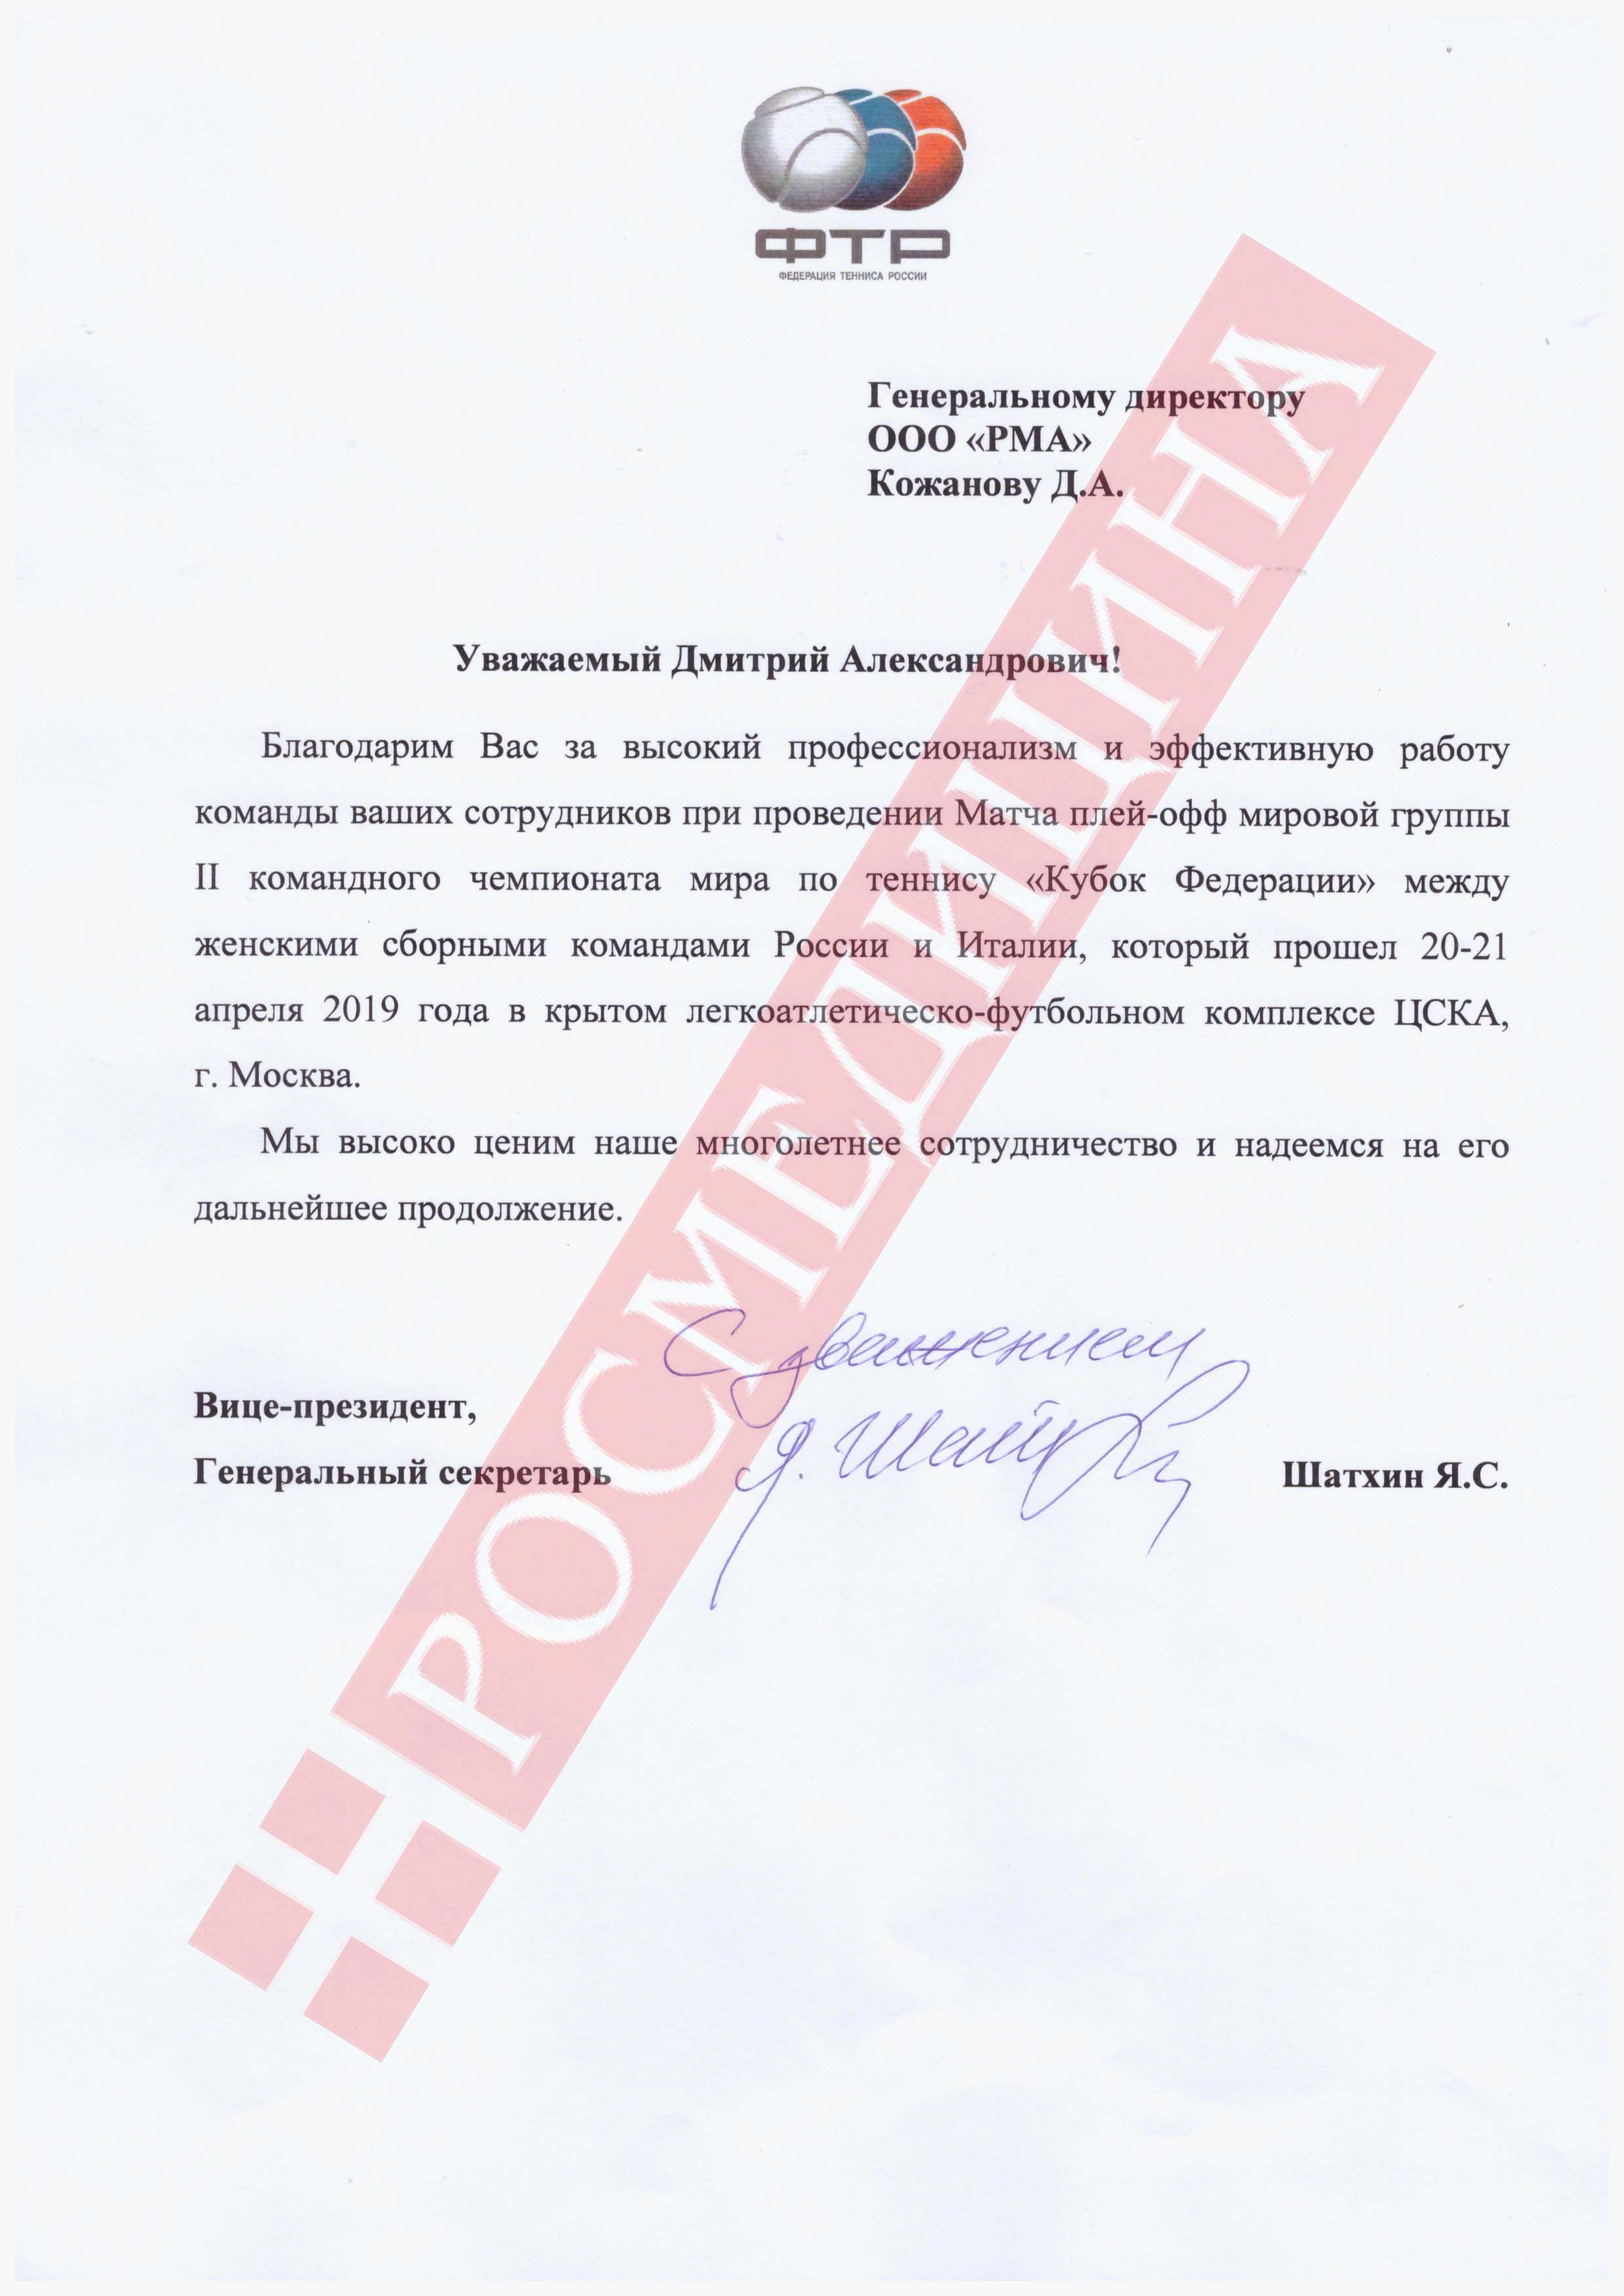 ФТР
ФЕДЕРАЦИЯ ТЕННИСА РОССИИ
Генеральному директору
ООО «РМА»
Кожанову Д.А.
Уважаемый Дмитрий Александрович!
Благодарим Вас за высокий профессионализм и эффективную работу
команды ваших сотрудников при проведении Матча плей-офф мировой группы
II командного чемпионата мира по теннису «Кубок Федерации» между
женскими сборными командами России и Италии, который прошел 20-21
апреля 2019 года в крытом легкоатлетическо-футбольном комплексе ЦСКА,
г. Москва.
Мы высоко ценим наше многолетнее сотрудничество и надеемся на его
дальнейшее продолжение.
С уважением
Вице-президент,
Генеральный секретарь
Шатхин Я.С.
РОСМЕДИЦИНА